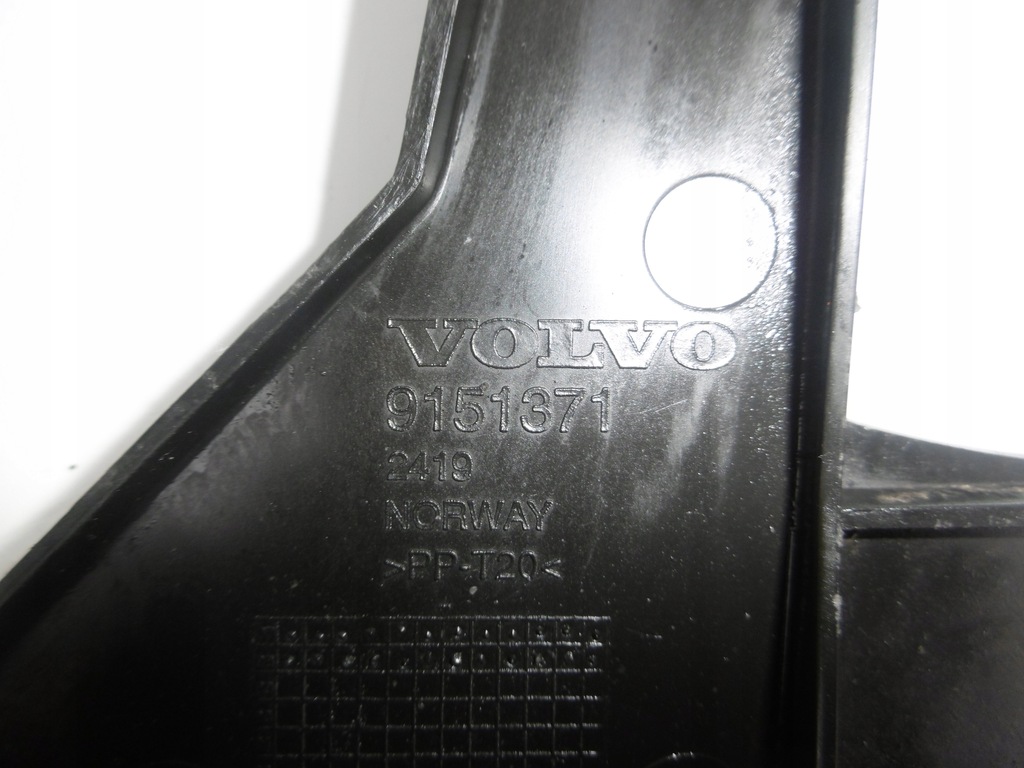 VOLVO
9151371
2419
NORWAY
>PP-T20<